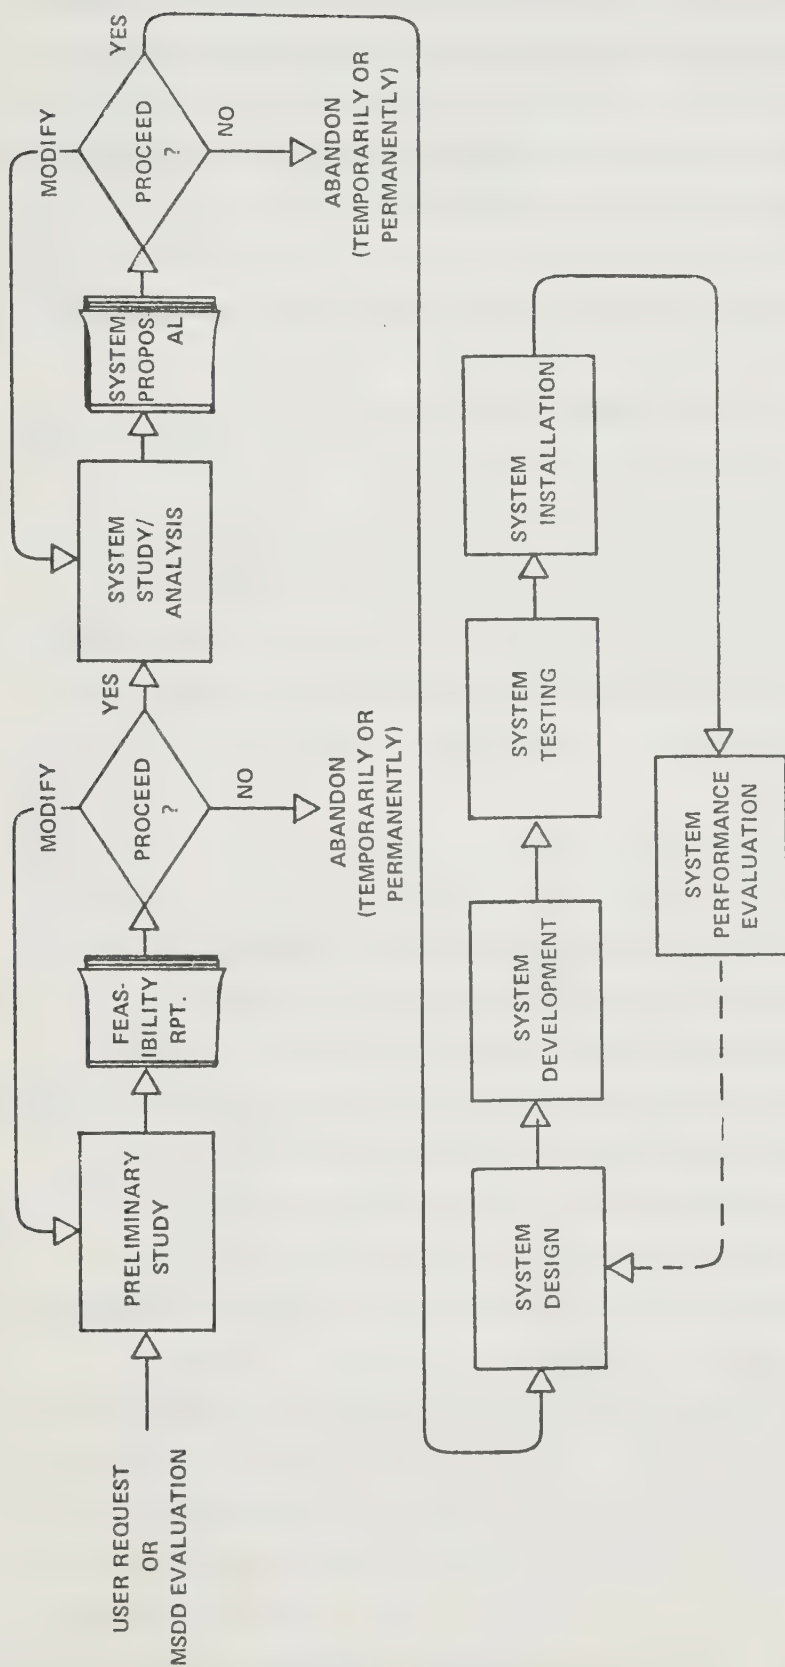 USER REQUEST
OR
MSDD EVALUATION
PRELIMINARY
STUDY
FEAS-
IBILITY
RPT.
MODIFY
PROCEED
?
YES
NO
ABANDON
(TEMPORARILY OR
PERMANENTLY)
SYSTEM
STUDY/
ANALYSIS
SYSTEM
PROPOS-
AL
MODIFY
PROCEED
?
YES
NO
ABANDON
(TEMPORARILY OR
PERMANENTLY)
SYSTEM
DESIGN
SYSTEM
DEVELOPMENT
SYSTEM
TESTING
SYSTEM
INSTALLATION
SYSTEM
PERFORMANCE
EVALUATION